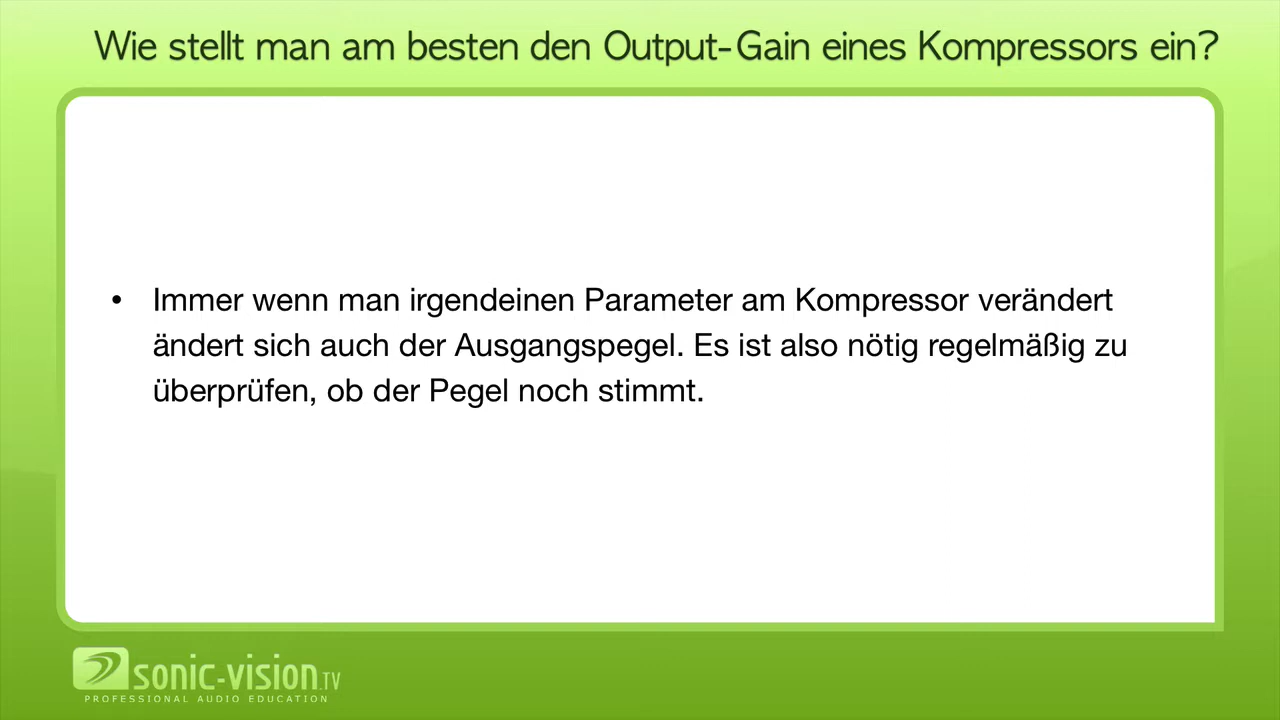 Wie stellt man am besten den Output-Gain eines Kompressors ein?
• Immer wenn man irgendeinen Parameter am Kompressor verändert
ändert sich auch der Ausgangspegel. Es ist also nötig regelmäßig zu
überprüfen, ob der Pegel noch stimmt.
sonic-vision.TV
PROFESSIONAL AUDIO EDUCATION